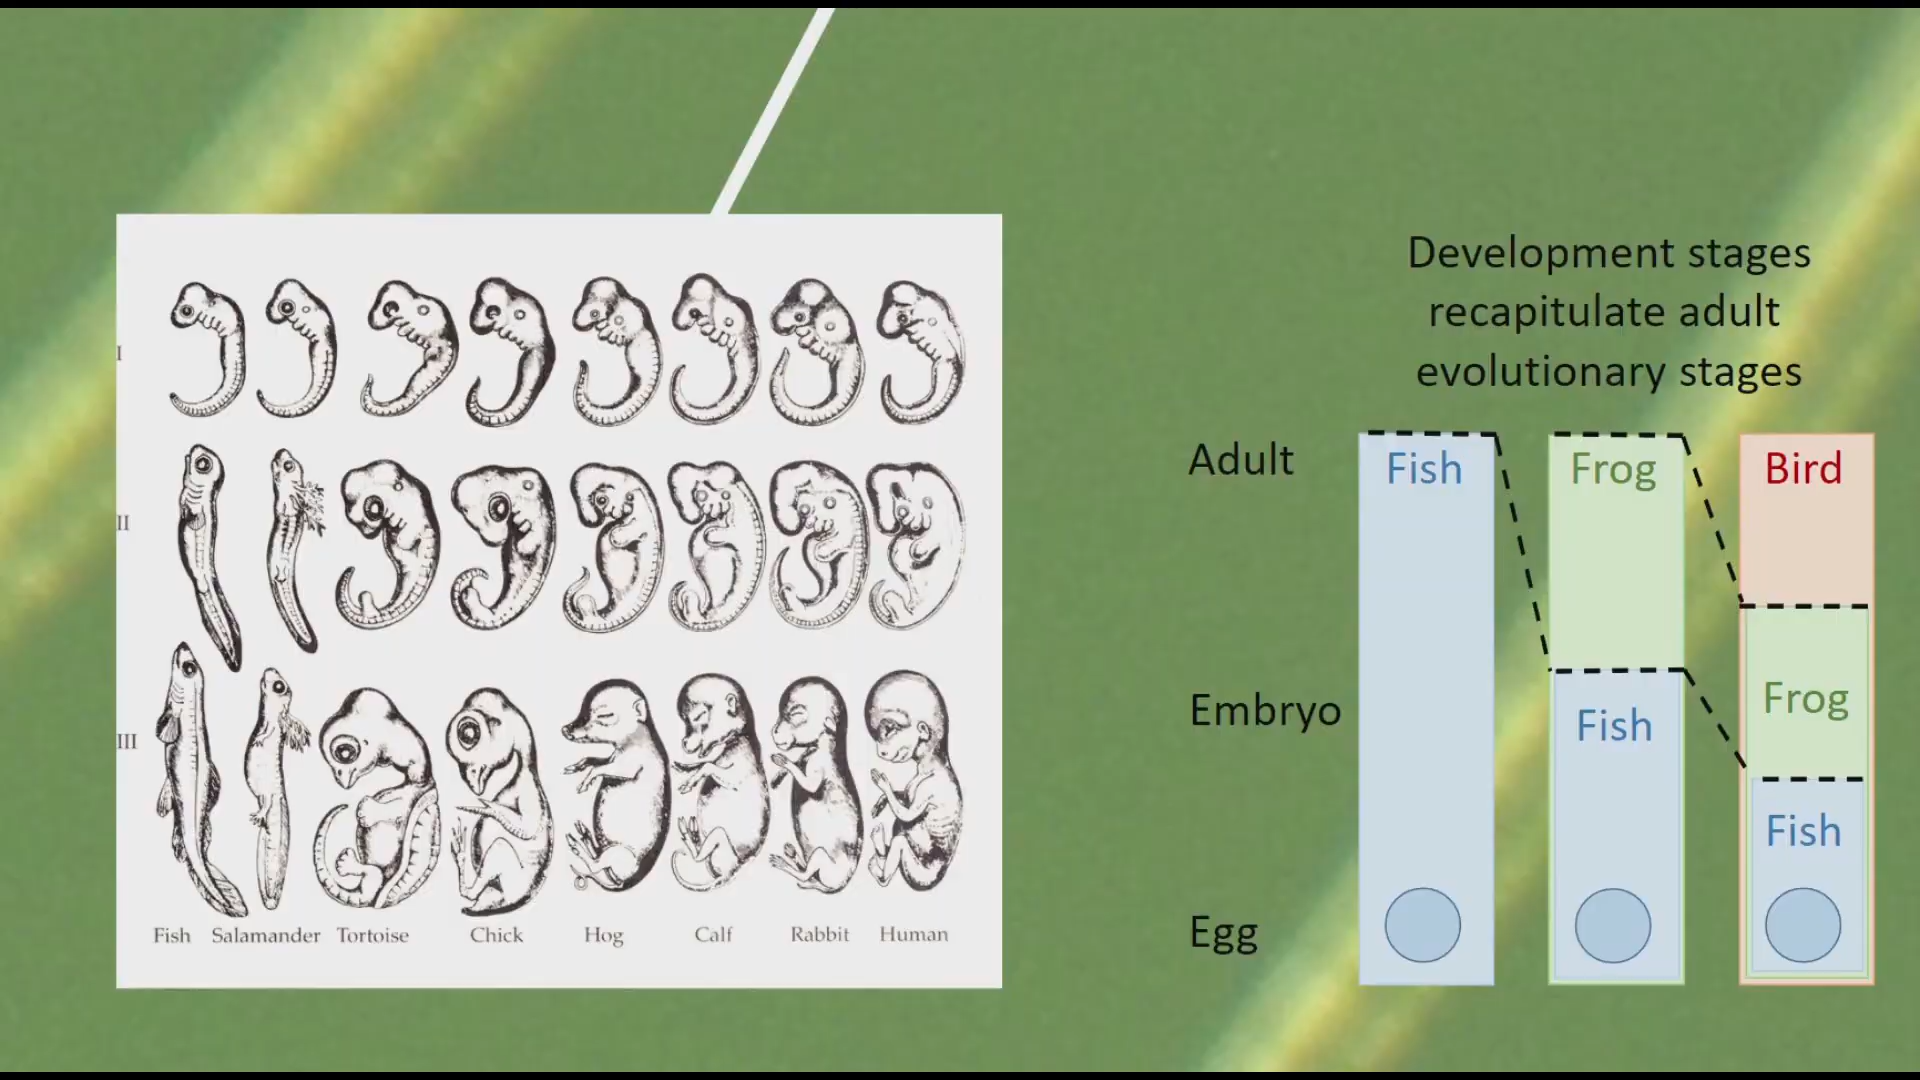 I
II
III
Fish Salamander Tortoise Chick Hog Calf Rabbit Human
Development stages
recapitulate adult
evolutionary stages
Adult
Fish
Frog
Bird
Embryo
Fish
Frog
Fish
Egg